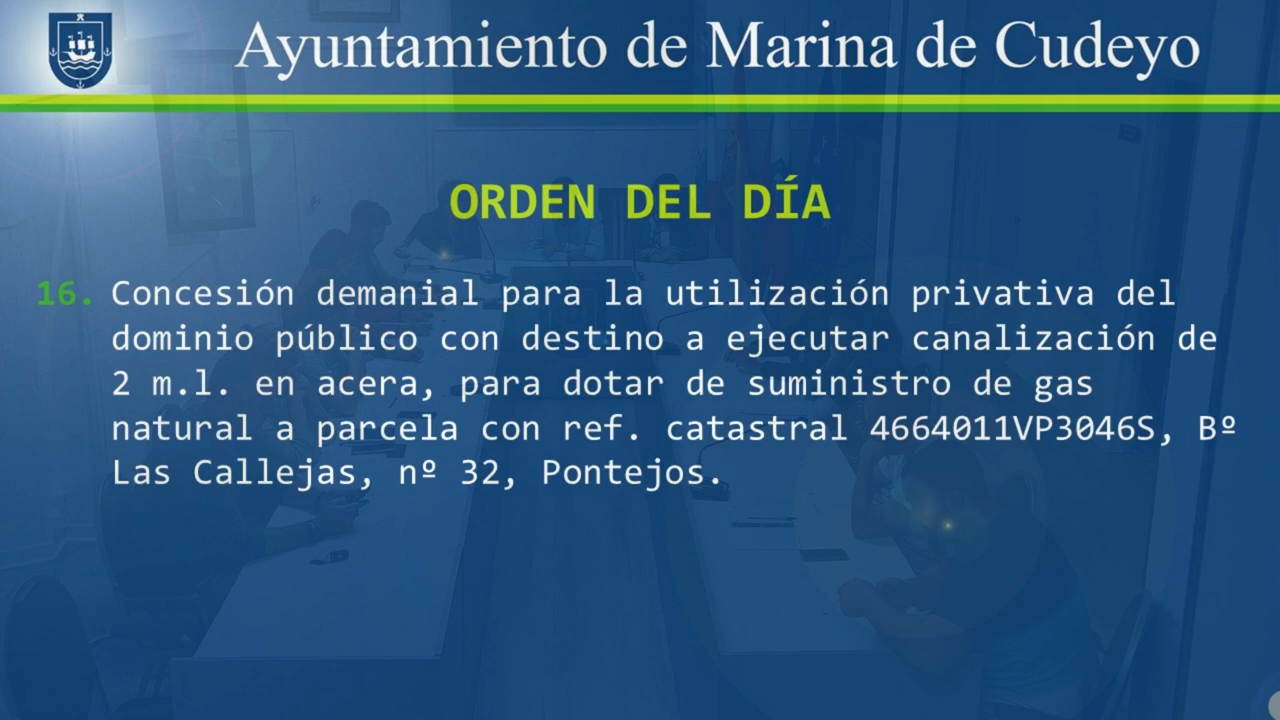 Ayuntamiento de Marina de Cudeyo
ORDEN DEL DÍA
16. Concesión demanial para la utilización privativa del
dominio público con destino a ejecutar canalización de
2 m.l. en acera, para dotar de suministro de gas
natural a parcela con ref. catastral 4664011VP3046S, Bº
Las Callejas, nº 32, Pontejos.